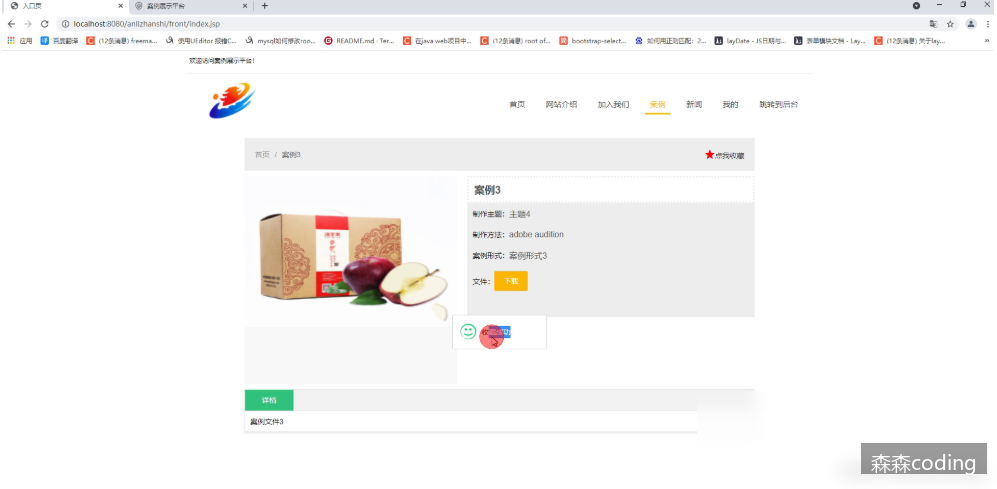 入口页
案例展示平台
localhost:8080/anlizhanshi/front/index.jsp
应用
百度翻译
(12条消息) freema...
使用UEditor 报错C...
mysql如何修改roo...
README.md · Ter...
在java web项目中...
(12条消息) root of...
bootstrap-select...
如何用正则匹配：2...
layDate - JS日期与...
表单模块文档 - Lay...
(12条消息) 关于lay...
欢迎访问案例展示平台!
首页 网站介绍 加入我们 案例 新闻 我的 跳转到后台
首页 / 案例3
点我收藏
案例3
制作主题: 主题4
制作方法: adobe audition
案例形式: 案例形式3
文件: 下载
详情
案例文件3
森森coding